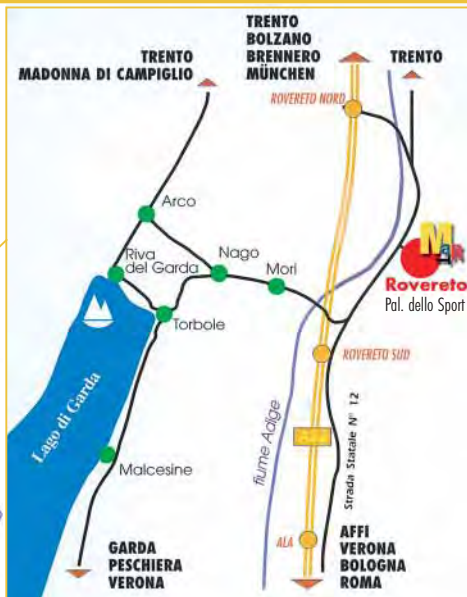 TRENTO
MADONNA DI CAMPIGLIO
TRENTO
BOLZANO
BRENNERO
MÜNCHEN
TRENTO
ROVERETO NORD
Arco
Riva
del Garda
Nago
Mori
Torbole
MaR
Rovereto
Pal. dello Sport
ROVERETO SUD
Lago di Garda
fiume Adige
Strada Statale N° 12
Malcesine
ALA
GARDA
PESCHIERA
VERONA
AFFI
VERONA
BOLOGNA
ROMA